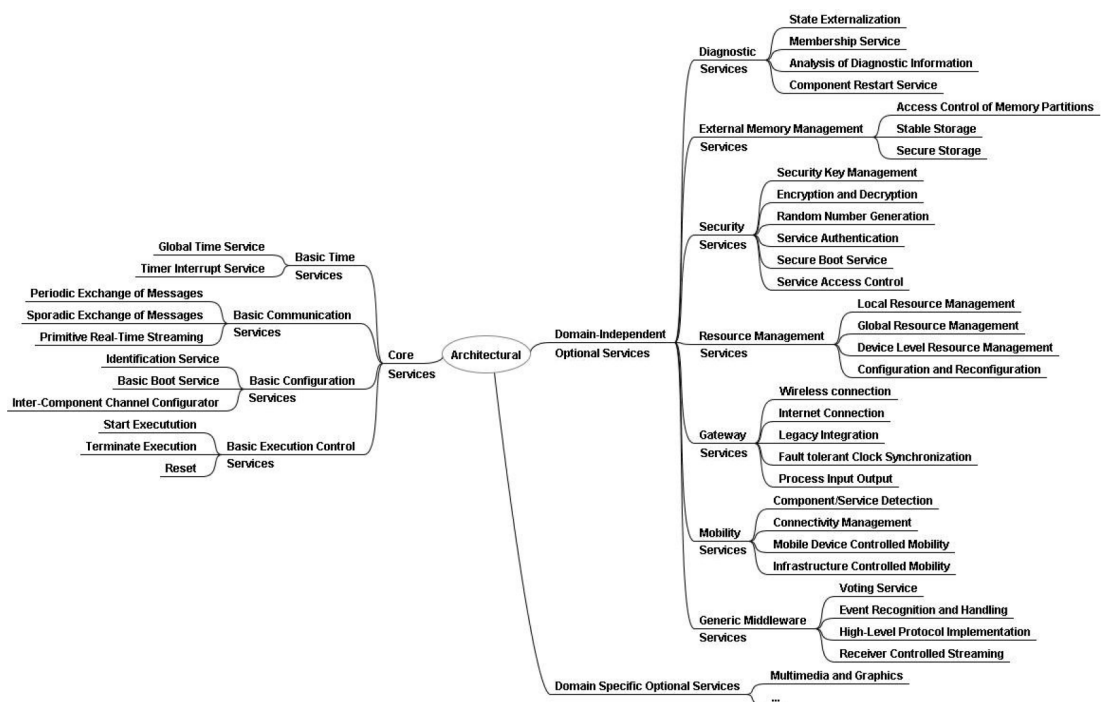 State Externalization
Membership Service
Analysis of Diagnostic Information
Component Restart Service
Diagnostic
Services
Access Control of Memory Partitions
Stable Storage
Secure Storage
External Memory Management
Services
Security Key Management
Encryption and Decryption
Random Number Generation
Service Authentication
Secure Boot Service
Service Access Control
Security
Services
Global Time Service
Timer Interrupt Service
Basic Time
Services
Periodic Exchange of Messages
Sporadic Exchange of Messages
Primitive Real-Time Streaming
Basic Communication
Services
Identification Service
Basic Boot Service
Inter-Component Channel Configurator
Basic Configuration
Services
Start Executution
Terminate Execution
Reset
Basic Execution Control
Services
Core
Services
Architectural
Domain-Independent
Optional Services
Local Resource Management
Global Resource Management
Device Level Resource Management
Configuration and Reconfiguration
Resource Management
Services
Wireless connection
Internet Connection
Legacy Integration
Fault tolerant Clock Synchronization
Process Input Output
Gateway
Services
Component/Service Detection
Connectivity Management
Mobile Device Controlled Mobility
Infrastructure Controlled Mobility
Mobility
Services
Voting Service
Event Recognition and Handling
High-Level Protocol Implementation
Receiver Controlled Streaming
Generic Middleware
Services
Domain Specific Optional Services
Multimedia and Graphics
...